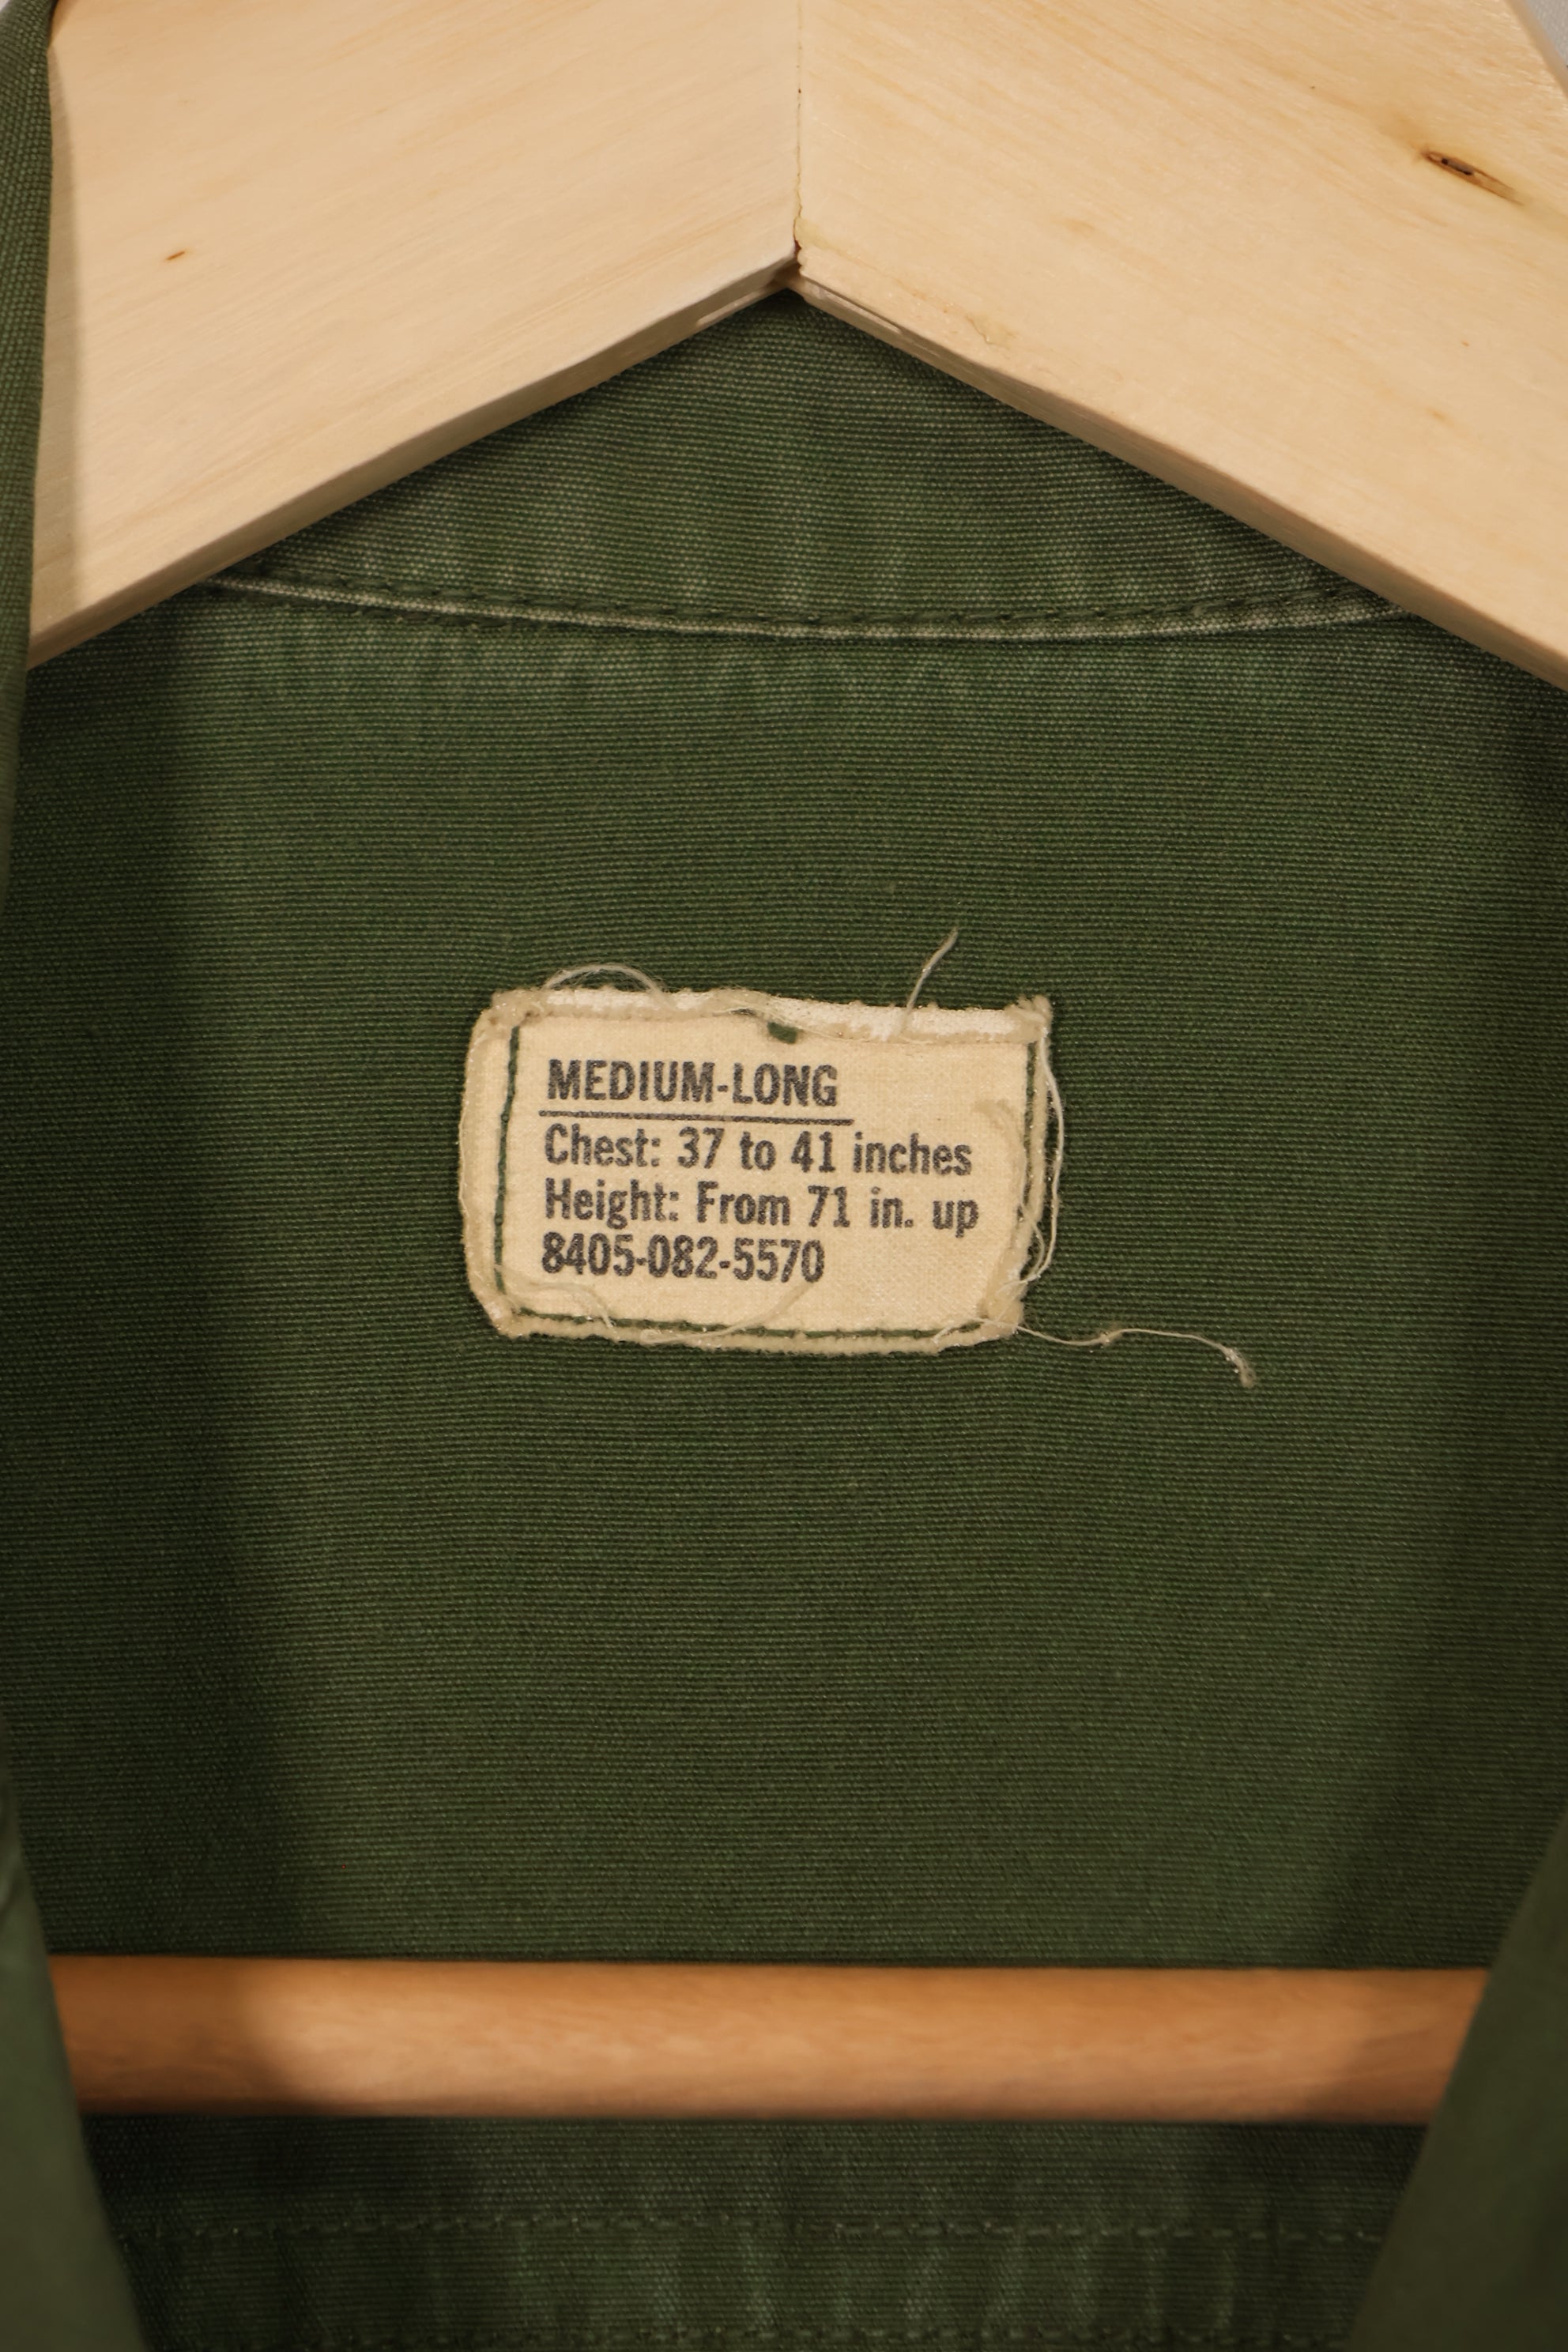 MEDIUM-LONG
Chest: 37 to 41 inches
Height: From 71 in. up
8405-082-5570